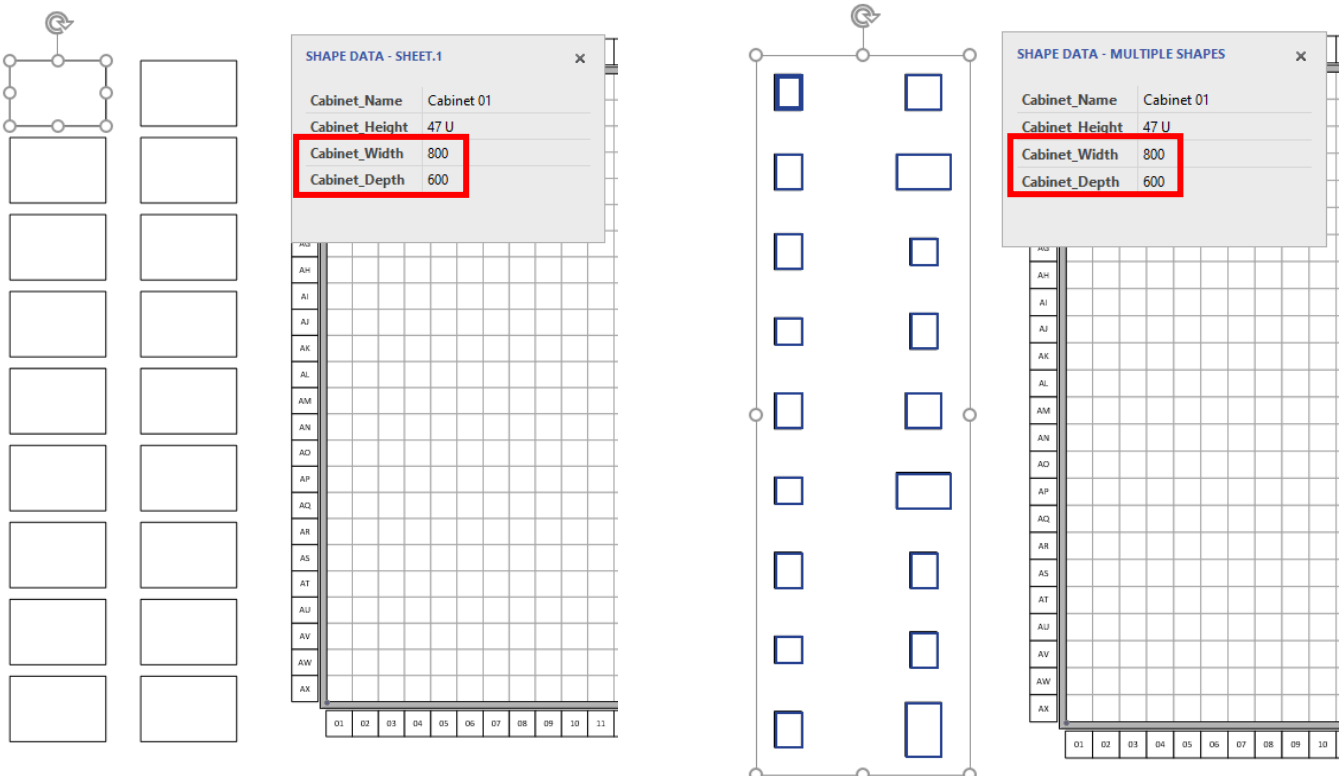 SHAPE DATA - SHEET.1
Cabinet_Name Cabinet 01
Cabinet_Height 47 U
Cabinet_Width 800
Cabinet_Depth 600
AH
AI
AJ
AK
AL
AM
AN
AO
AP
AQ
AR
AS
AT
AU
AV
AW
AX
01 02 03 04 05 06 07 08 09 10 11
SHAPE DATA - MULTIPLE SHAPES
Cabinet_Name Cabinet 01
Cabinet_Height 47 U
Cabinet_Width 800
Cabinet_Depth 600
AH
AI
AJ
AK
AL
AM
AN
AO
AP
AQ
AR
AS
AT
AU
AV
AW
AX
01 02 03 04 05 06 07 08 09 10